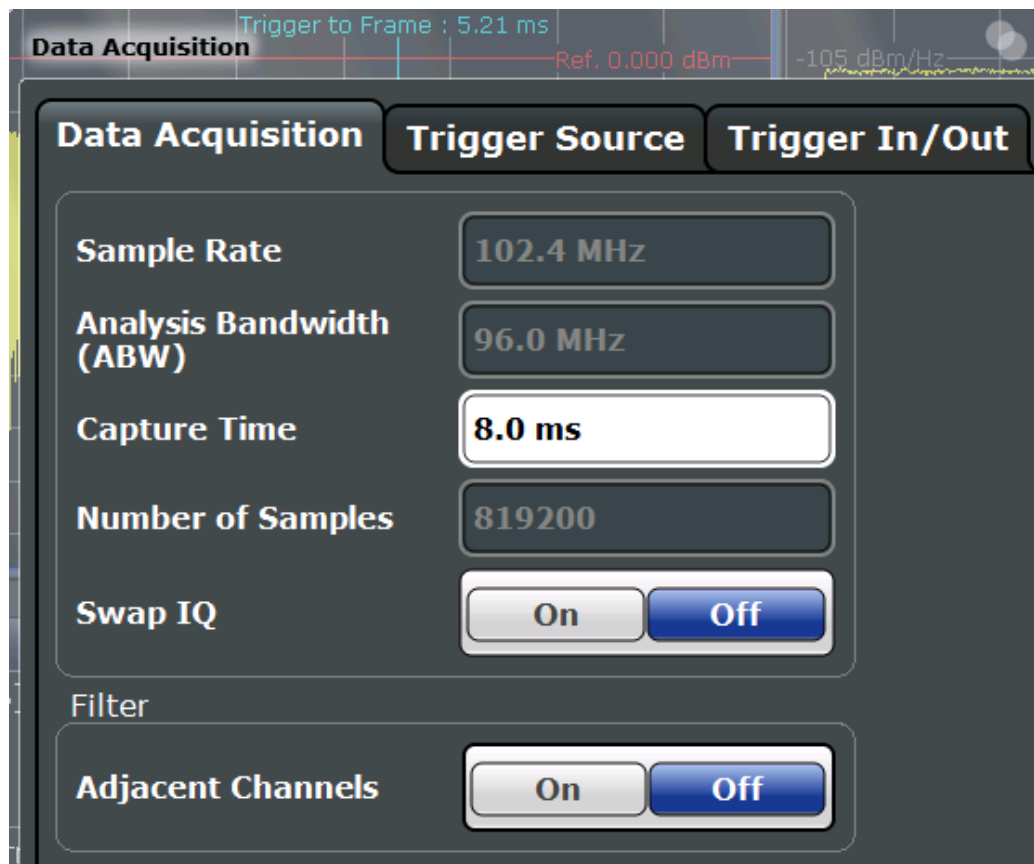 Trigger to Frame : 5.21 ms
Data Acquisition
Ref. 0.000 dBm
-105 dBm/Hz
Data Acquisition
Trigger Source
Trigger In/Out
Sample Rate
102.4 MHz
Analysis Bandwidth
(ABW)
96.0 MHz
Capture Time
8.0 ms
Number of Samples
819200
Swap IQ
On
Off
Filter
Adjacent Channels
On
Off